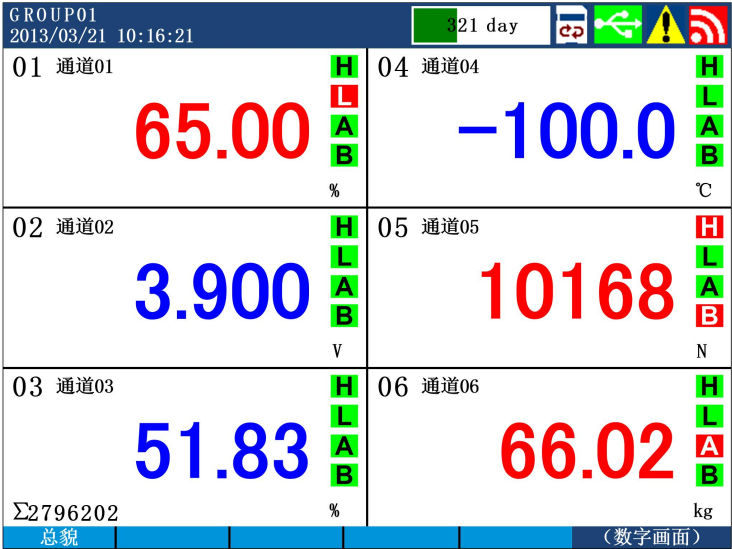 GROUP01
2013/03/21 10:16:21
321 day
01 通道01
H
L
A
B
65.00
%
04 通道04
H
L
A
B
-100.0
℃
02 通道02
H
L
A
B
3.900
V
05 通道05
H
L
A
B
10168
N
03 通道03
H
L
A
B
51.83
Σ2796202
%
06 通道06
H
L
A
B
66.02
kg
总貌
(数字画面)